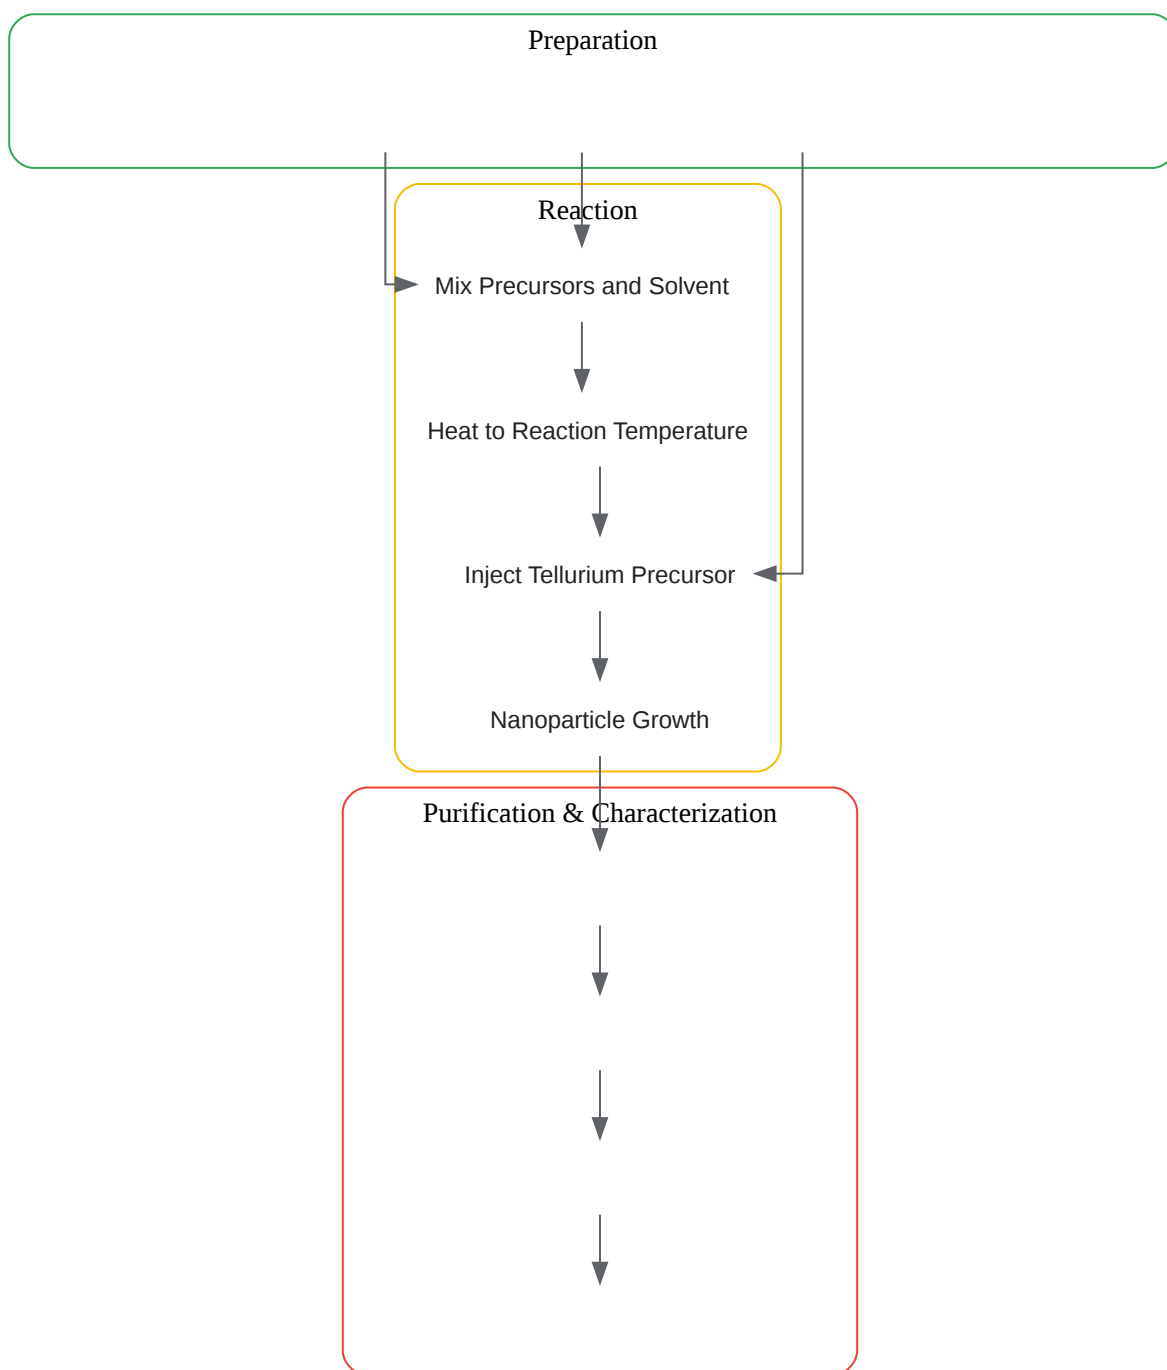 Preparation
Reaction
Mix Precursors and Solvent
Heat to Reaction Temperature
Inject Tellurium Precursor
Nanoparticle Growth
Purification & Characterization